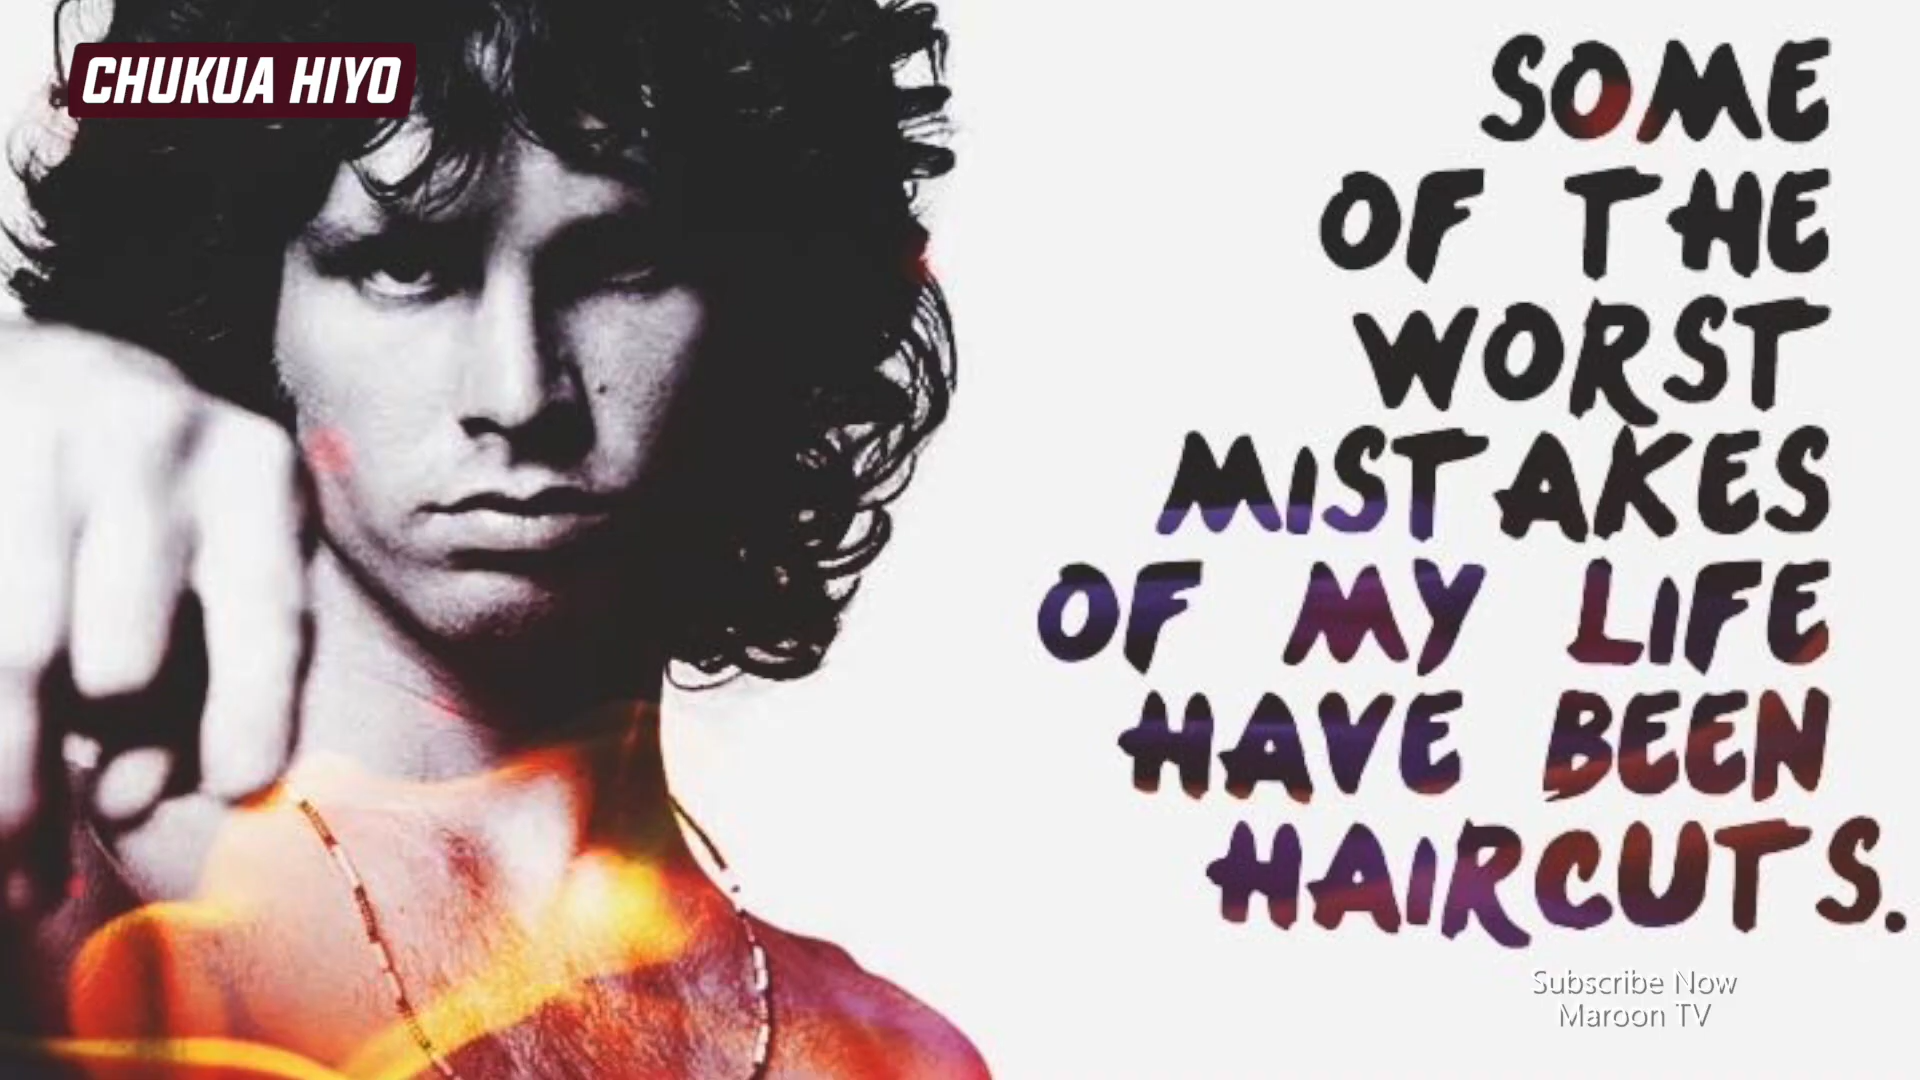 CHUKUA HIYO
SOME
OF THE
WORST
MISTAKES
OF MY LIFE
HAVE BEEN
HAIRCUTS.
Subscribe Now
Maroon TV